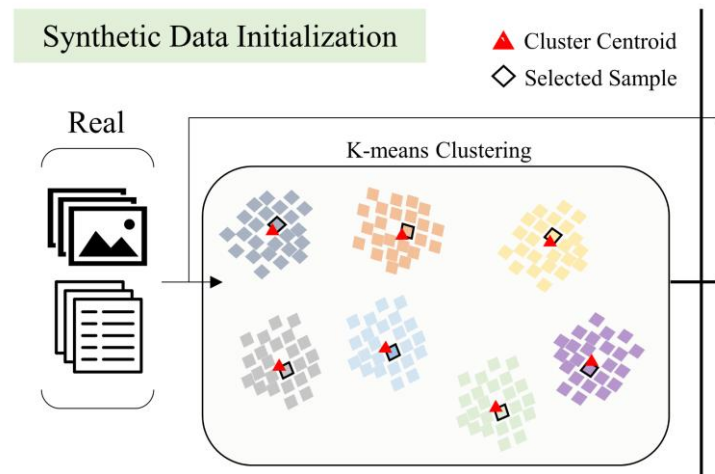 Synthetic Data Initialization
Cluster Centroid
Selected Sample
Real
K-means Clustering